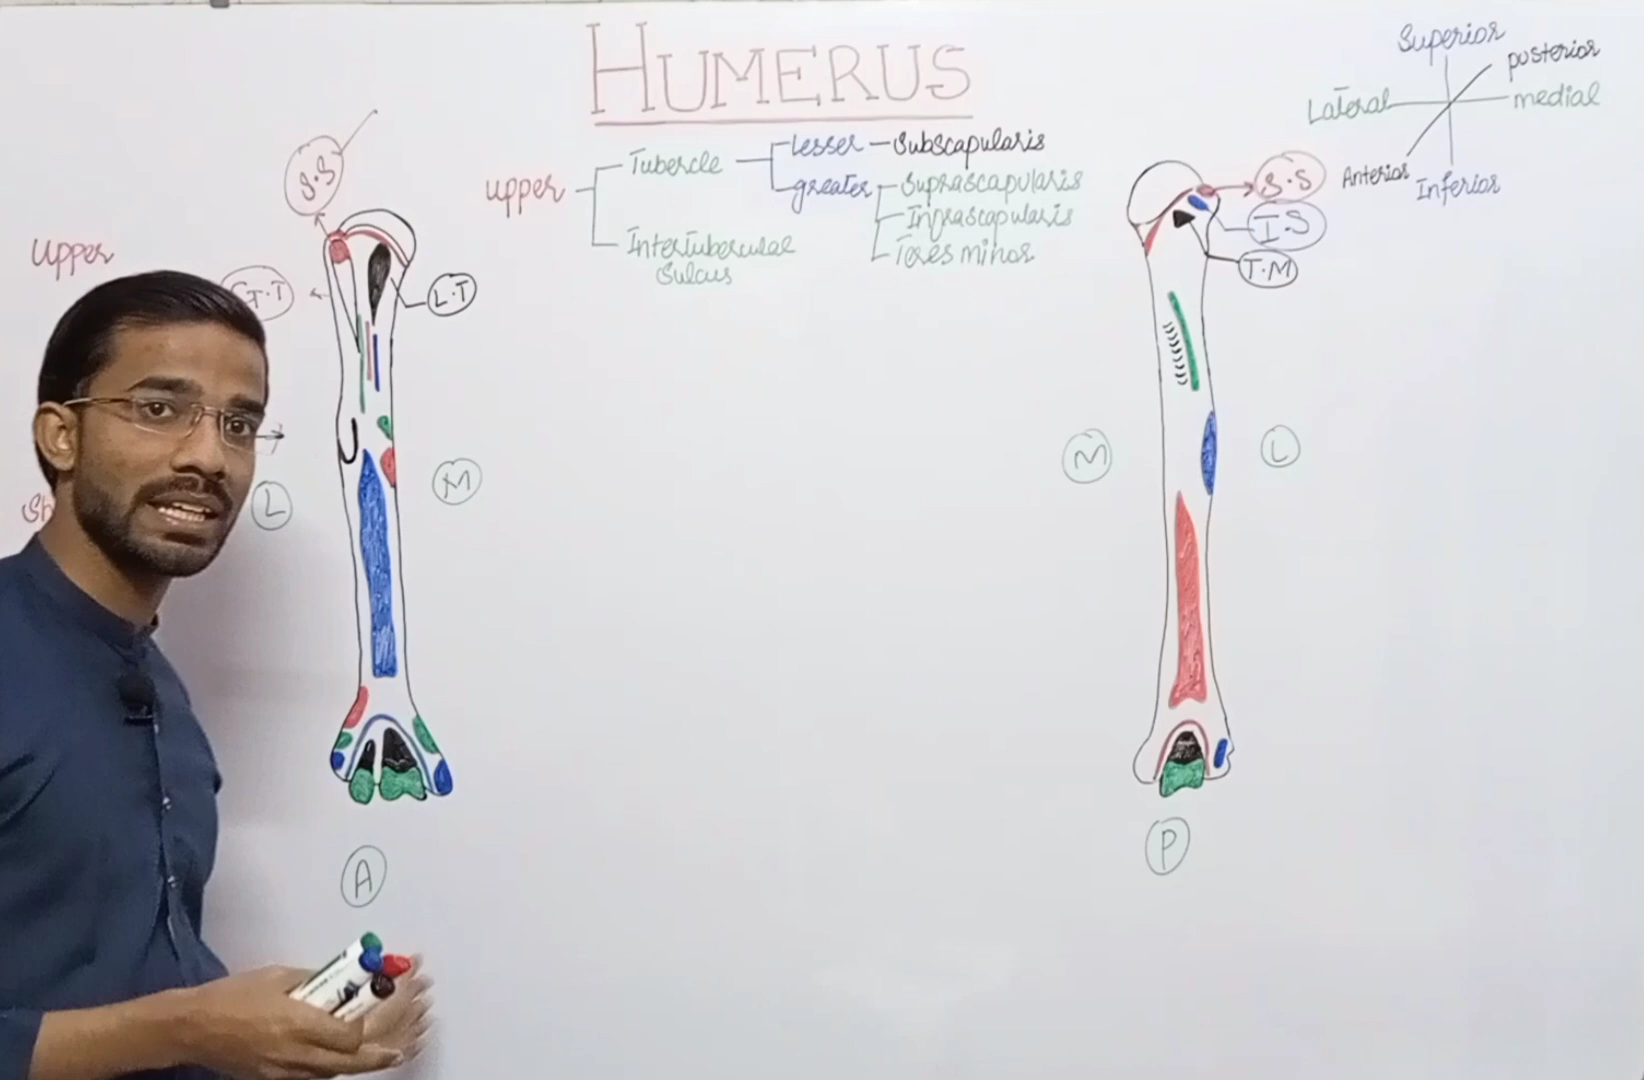 HUMERUS
Superior
posterior
Lateral
medial
Anterior
Inferior
upper
Tubercle
Lesser – Subscapularis
greater
Suprascapularis
Infrascapularis
Teres minor
Intertubercular
Sulcus
Upper
S.S
G.T
L.T
L
M
A
S.S
I.S
T.M
M
L
P